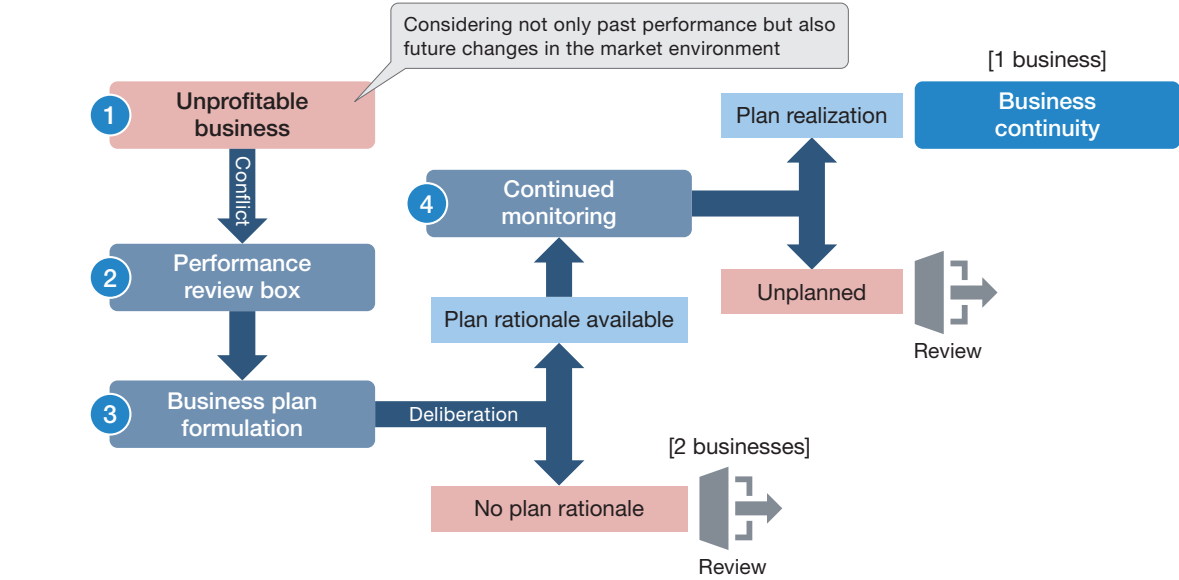 Considering not only past performance but also
future changes in the market environment
1
Unprofitable
business
Conflict
2
Performance
review box
3
Business plan
formulation
Deliberation
Plan rationale available
No plan rationale
[2 businesses]
Review
4
Continued
monitoring
Plan realization
[1 business]
Business
continuity
Unplanned
Review